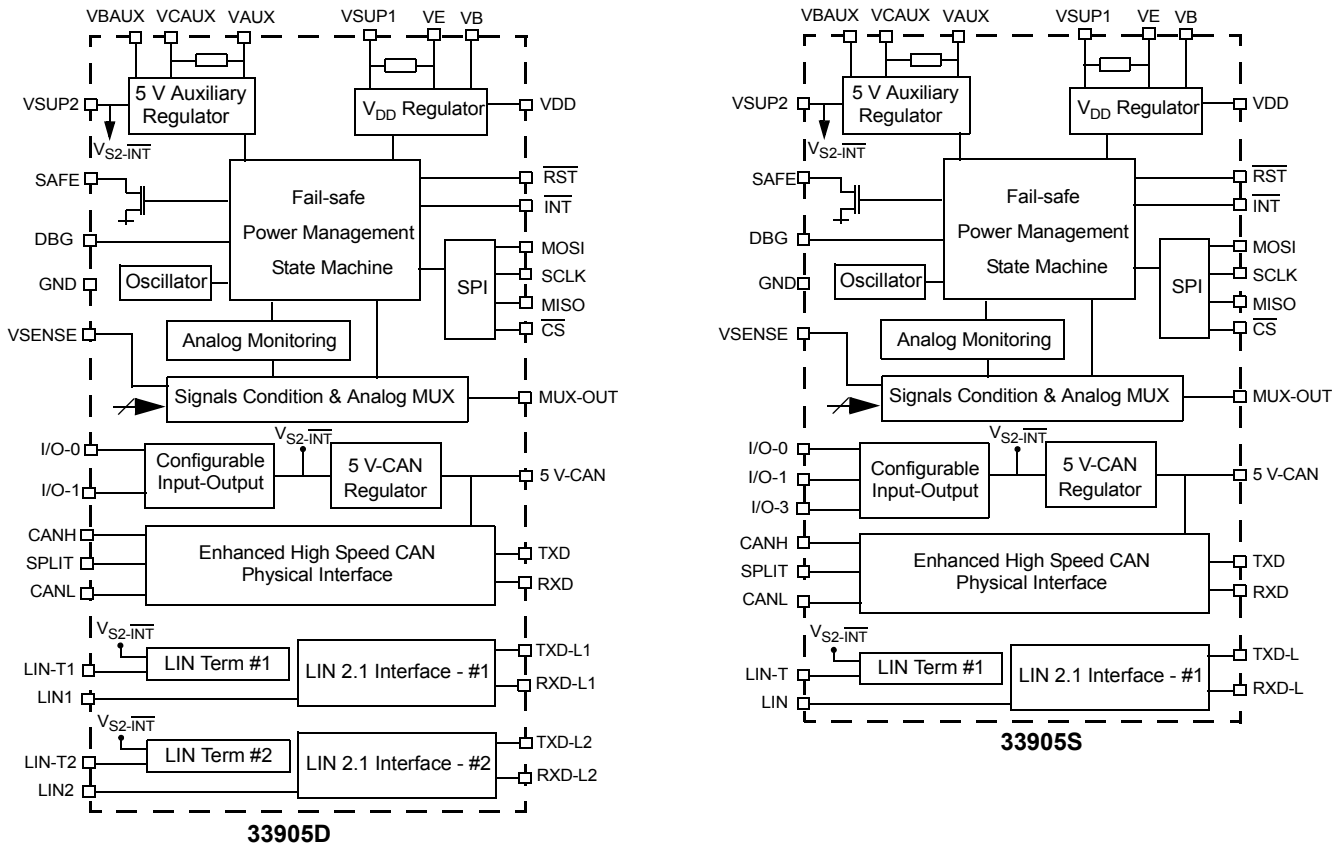 VBAUX VCAUX VAUX VSUP1 VE VB
5 V Auxiliary
Regulator
VDD Regulator
VSUP2
VDD
VS2-INT
SAFE
Fail-safe
Power Management
State Machine
RST
INT
DBG
MOSI
SCLK
MISO
CS
SPI
GND
Oscillator
VSENSE
Analog Monitoring
Signals Condition & Analog MUX
MUX-OUT
I/O-0
I/O-1
Configurable
Input-Output
VS2-INT
5 V-CAN
Regulator
5 V-CAN
CANH
SPLIT
CANL
Enhanced High Speed CAN
Physical Interface
TXD
RXD
VS2-INT
LIN Term #1
LIN-T1
LIN1
LIN 2.1 Interface - #1
TXD-L1
RXD-L1
VS2-INT
LIN Term #2
LIN-T2
LIN2
LIN 2.1 Interface - #2
TXD-L2
RXD-L2
33905D
VBAUX VCAUX VAUX VSUP1 VE VB
5 V Auxiliary
Regulator
VDD Regulator
VSUP2
VDD
VS2-INT
SAFE
Fail-safe
Power Management
State Machine
RST
INT
DBG
MOSI
SCLK
MISO
CS
SPI
GND
Oscillator
VSENSE
Analog Monitoring
Signals Condition & Analog MUX
MUX-OUT
I/O-0
I/O-1
I/O-3
Configurable
Input-Output
VS2-INT
5 V-CAN
Regulator
5 V-CAN
CANH
SPLIT
CANL
Enhanced High Speed CAN
Physical Interface
TXD
RXD
VS2-INT
LIN Term #1
LIN-T
LIN
LIN 2.1 Interface - #1
TXD-L
RXD-L
33905S